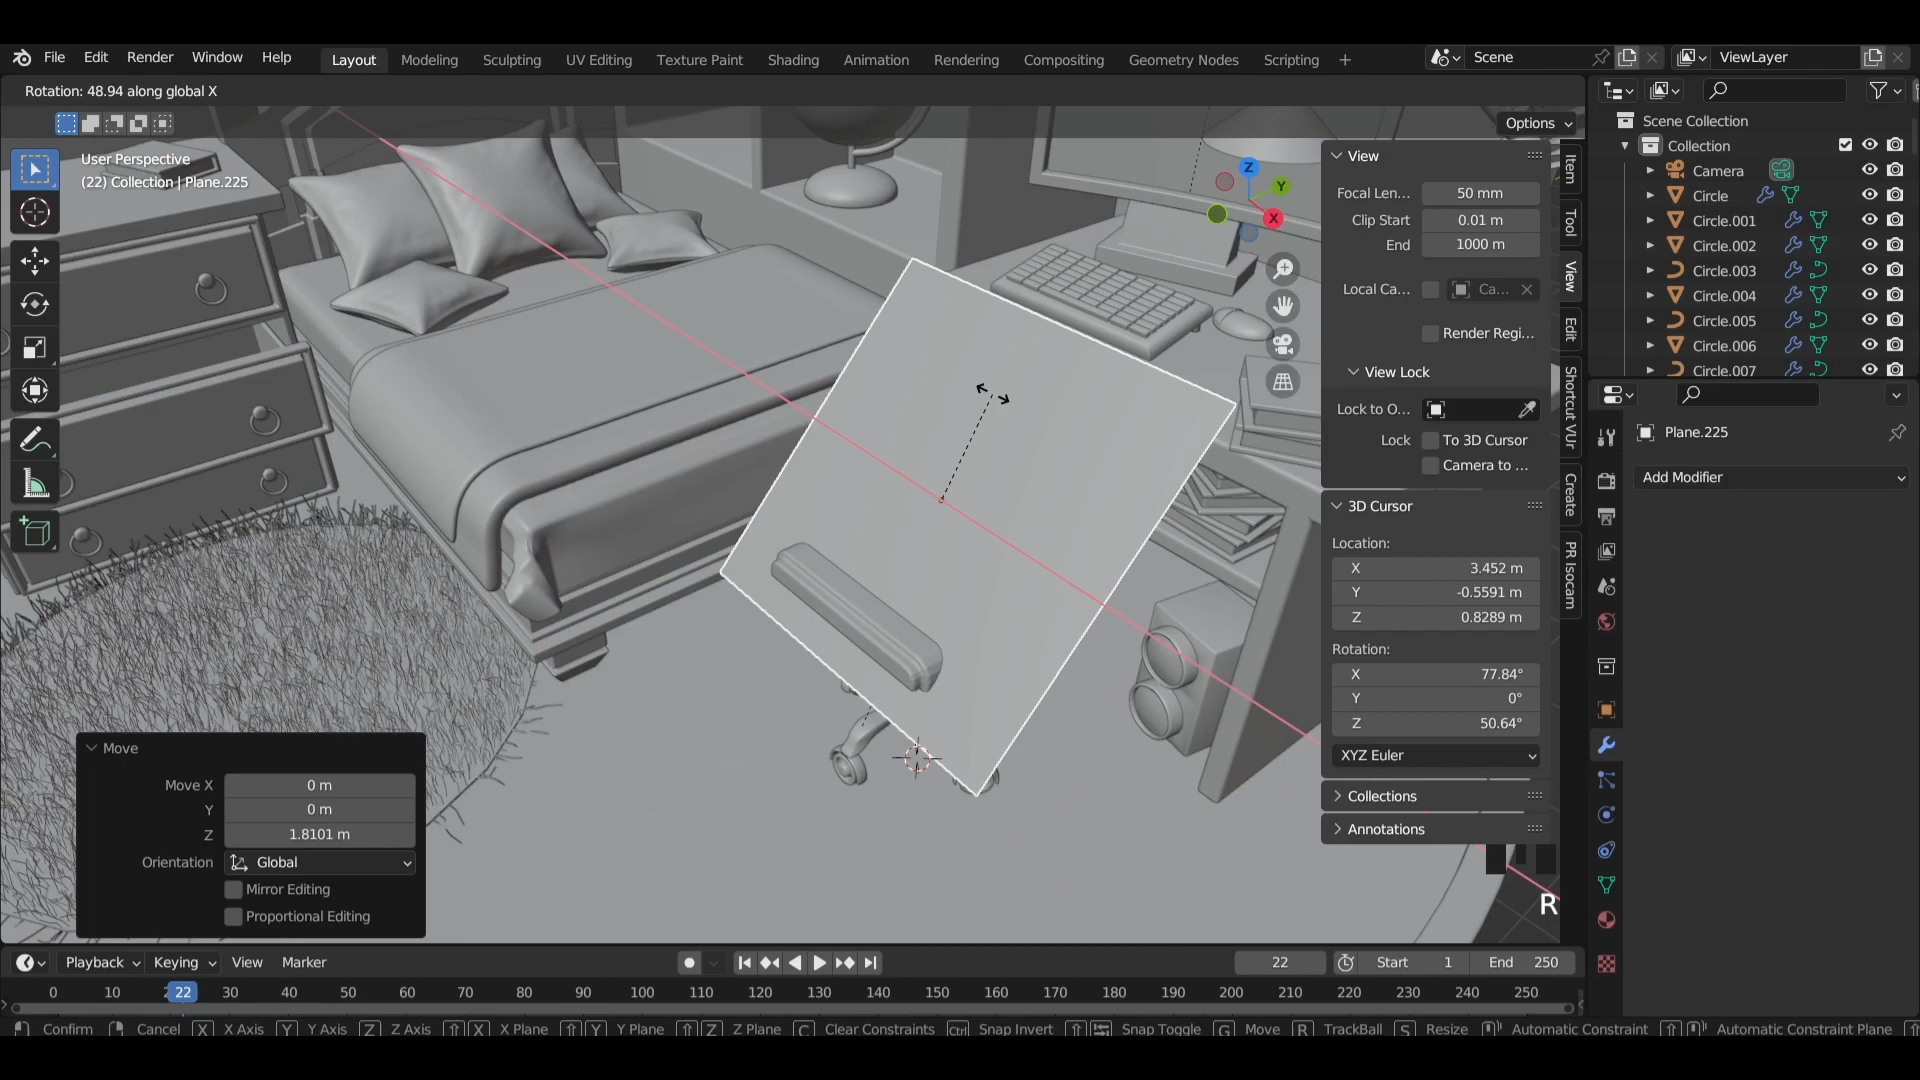 File Edit Render Window Help Layout Modeling Sculpting UV Editing Texture Paint Shading Animation Rendering Compositing Geometry Nodes Scripting + Scene ViewLayer
Rotation: 48.94 along global X
Options
User Perspective
(22) Collection | Plane.225
Z
Y
X
View
Focal Len... 50 mm
Clip Start 0.01 m
End 1000 m
Local Ca... Ca...
Render Regi...
View Lock
Lock to O...
Lock To 3D Cursor
Camera to ...
3D Cursor
Location:
X 3.452 m
Y -0.5591 m
Z 0.8289 m
Rotation:
X 77.84°
Y 0°
Z 50.64°
XYZ Euler
Collections
Annotations
Item
Tool
View
Edit
Shortcut VUr
Create
PR Isocam
Scene Collection
Collection
Camera
Circle
Circle.001
Circle.002
Circle.003
Circle.004
Circle.005
Circle.006
Circle.007
Plane.225
Add Modifier
Move
Move X 0 m
Y 0 m
Z 1.8101 m
Orientation Global
Mirror Editing
Proportional Editing
R
Playback Keying View Marker 22 Start 1 End 250
0 10 22 30 40 50 60 70 80 90 100 110 120 130 140 150 160 170 180 190 200 210 220 230 240 250
Confirm Cancel X X Axis Y Y Axis Z Z Axis X X Plane Y Y Plane Z Z Plane C Clear Constraints Ctrl Snap Invert Snap Toggle G Move R TrackBall S Resize Automatic Constraint Automatic Constraint Plane